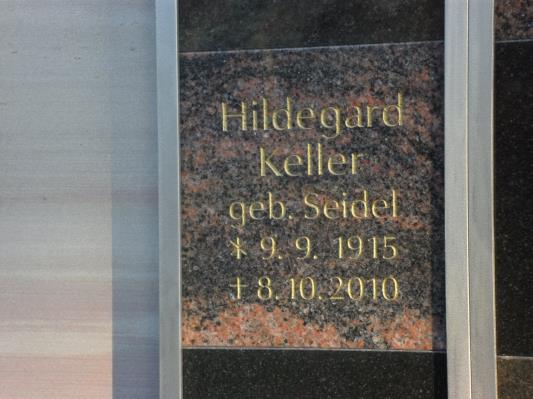 Hildegard
Keller
geb. Seidel
* 9. 9. 1915
† 8. 10. 2010